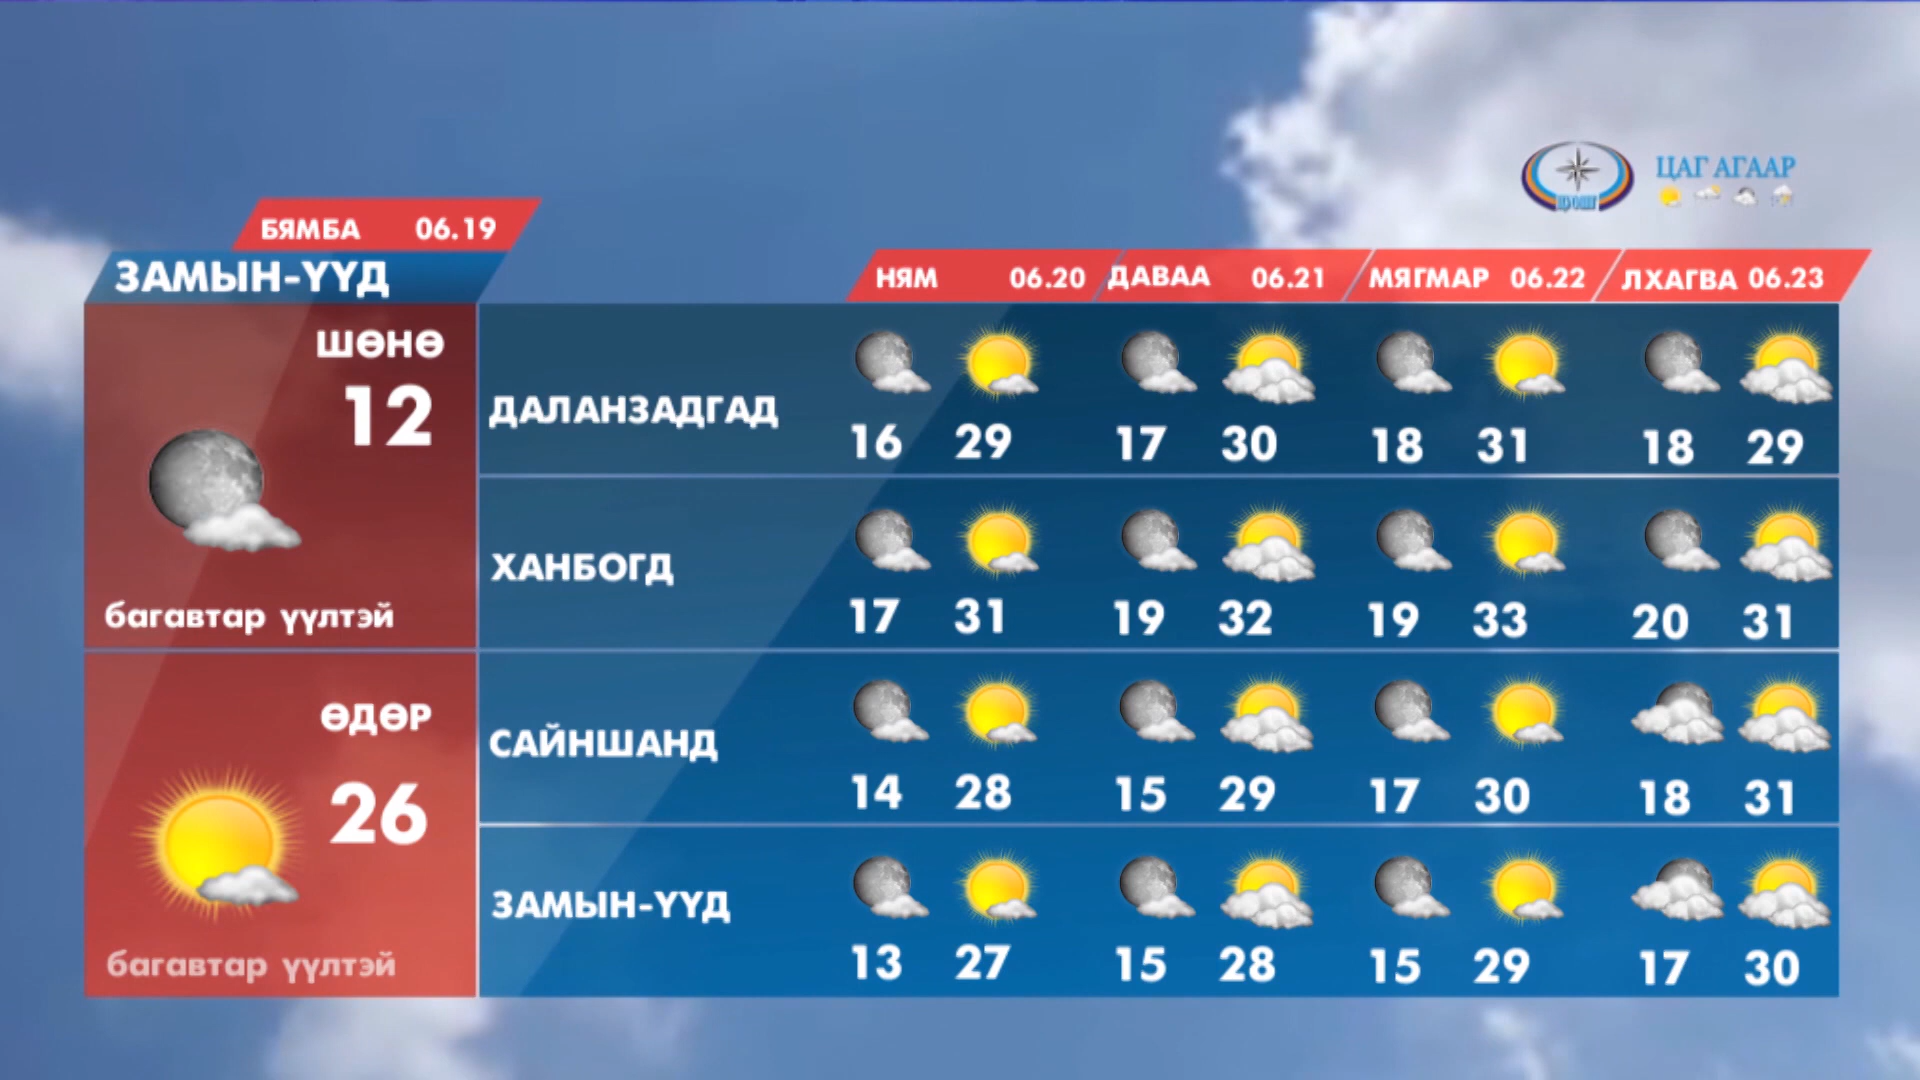 ЦАГ АГААР
БЯМБА 06.19
ЗАМЫН-ҮҮД
НЯМ 06.20 ДАВАА 06.21 МЯГМАР 06.22 ЛХАГВА 06.23
ШӨНӨ
12
багавтар үүлтэй
ӨДӨР
26
багавтар үүлтэй
ДАЛАНЗАДГАД
16 29 17 30 18 31 18 29
ХАНБОГД
17 31 19 32 19 33 20 31
САЙНШАНД
14 28 15 29 17 30 18 31
ЗАМЫН-ҮҮД
13 27 15 28 15 29 17 30